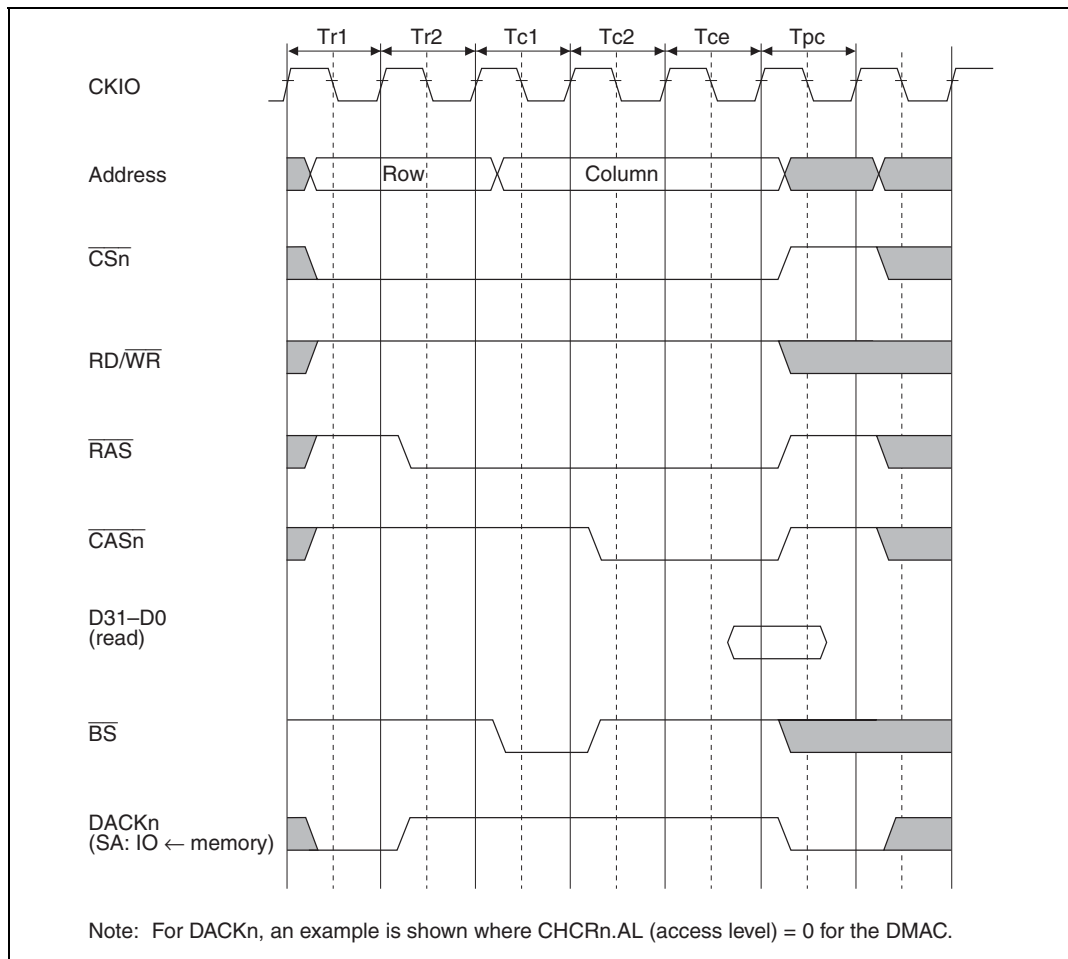 Tr1 Tr2 Tc1 Tc2 Tce Tpc
CKIO
Address Row Column
CSn
RD/WR
RAS
CASn
D31–D0
(read)
BS
DACKn
(SA: IO ← memory)
Note: For DACKn, an example is shown where CHCRn.AL (access level) = 0 for the DMAC.